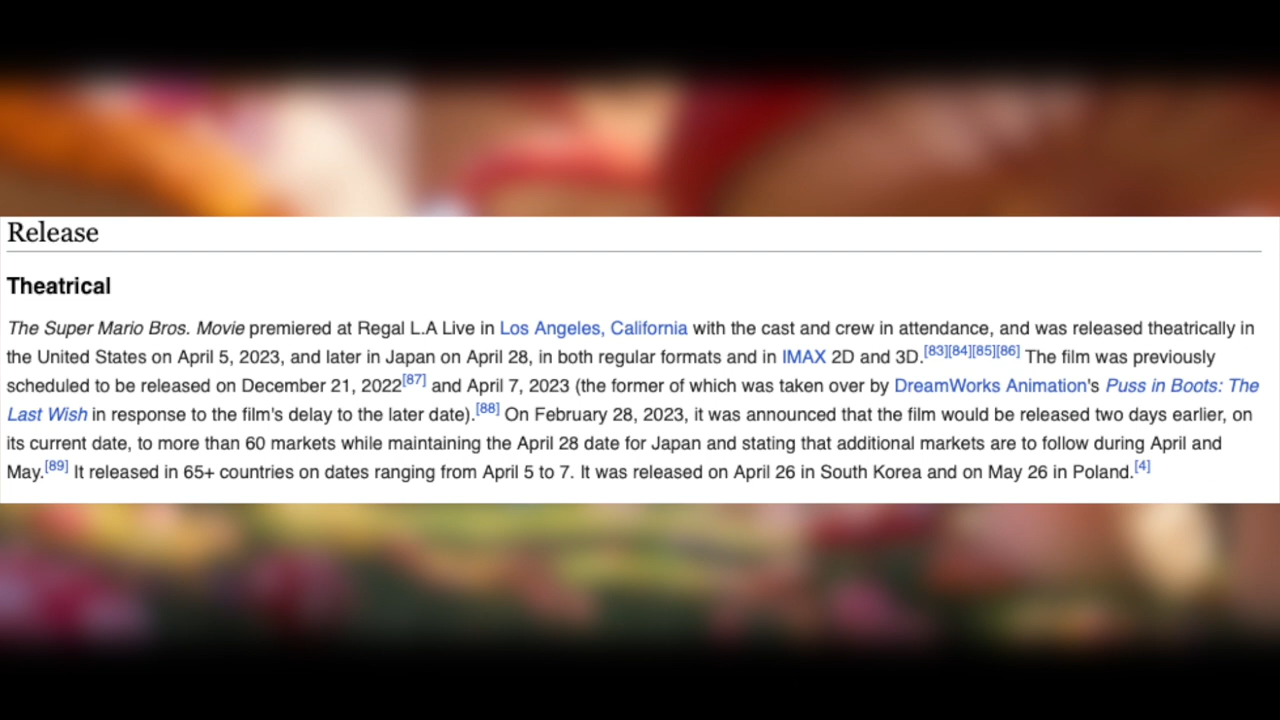 Release
Theatrical
The Super Mario Bros. Movie premiered at Regal L.A Live in Los Angeles, California with the cast and crew in attendance, and was released theatrically in
the United States on April 5, 2023, and later in Japan on April 28, in both regular formats and in IMAX 2D and 3D.[83][84][85][86] The film was previously
scheduled to be released on December 21, 2022[87] and April 7, 2023 (the former of which was taken over by DreamWorks Animation's Puss in Boots: The
Last Wish in response to the film's delay to the later date).[88] On February 28, 2023, it was announced that the film would be released two days earlier, on
its current date, to more than 60 markets while maintaining the April 28 date for Japan and stating that additional markets are to follow during April and
May.[89] It released in 65+ countries on dates ranging from April 5 to 7. It was released on April 26 in South Korea and on May 26 in Poland.[4]